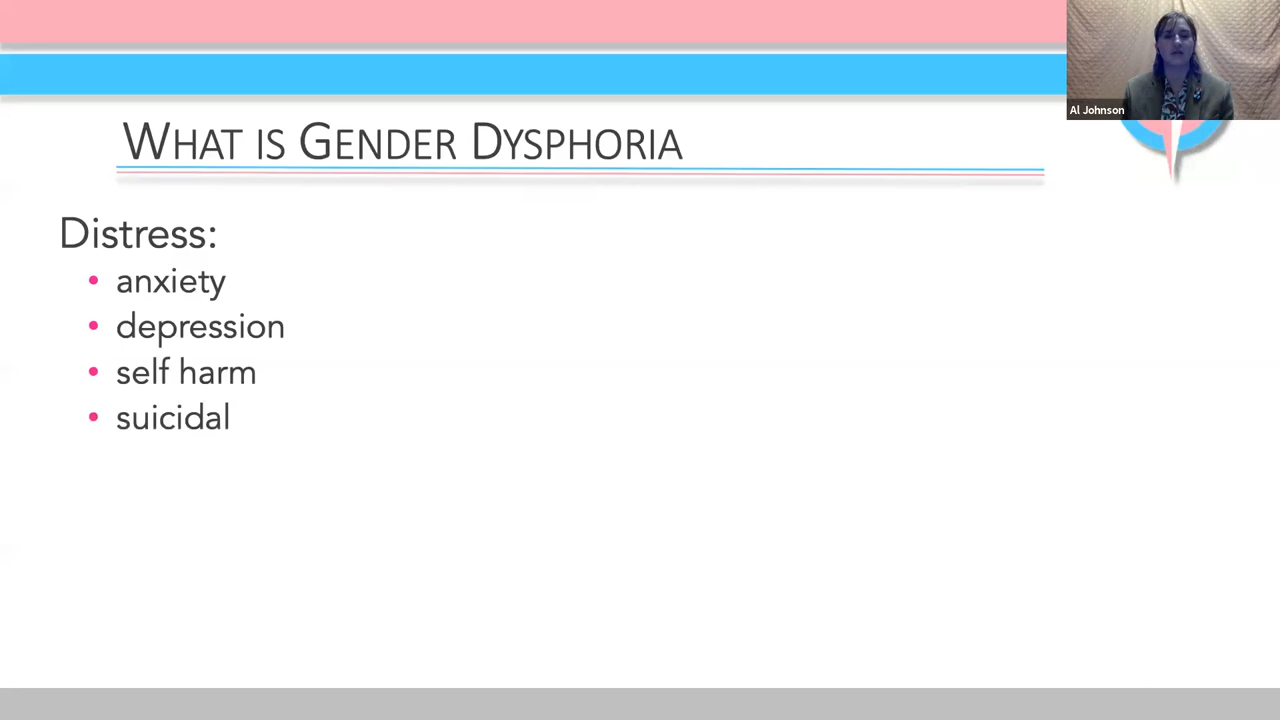 Al Johnson
WHAT IS GENDER DYSPHORIA
Distress:
• anxiety
• depression
• self harm
• suicidal